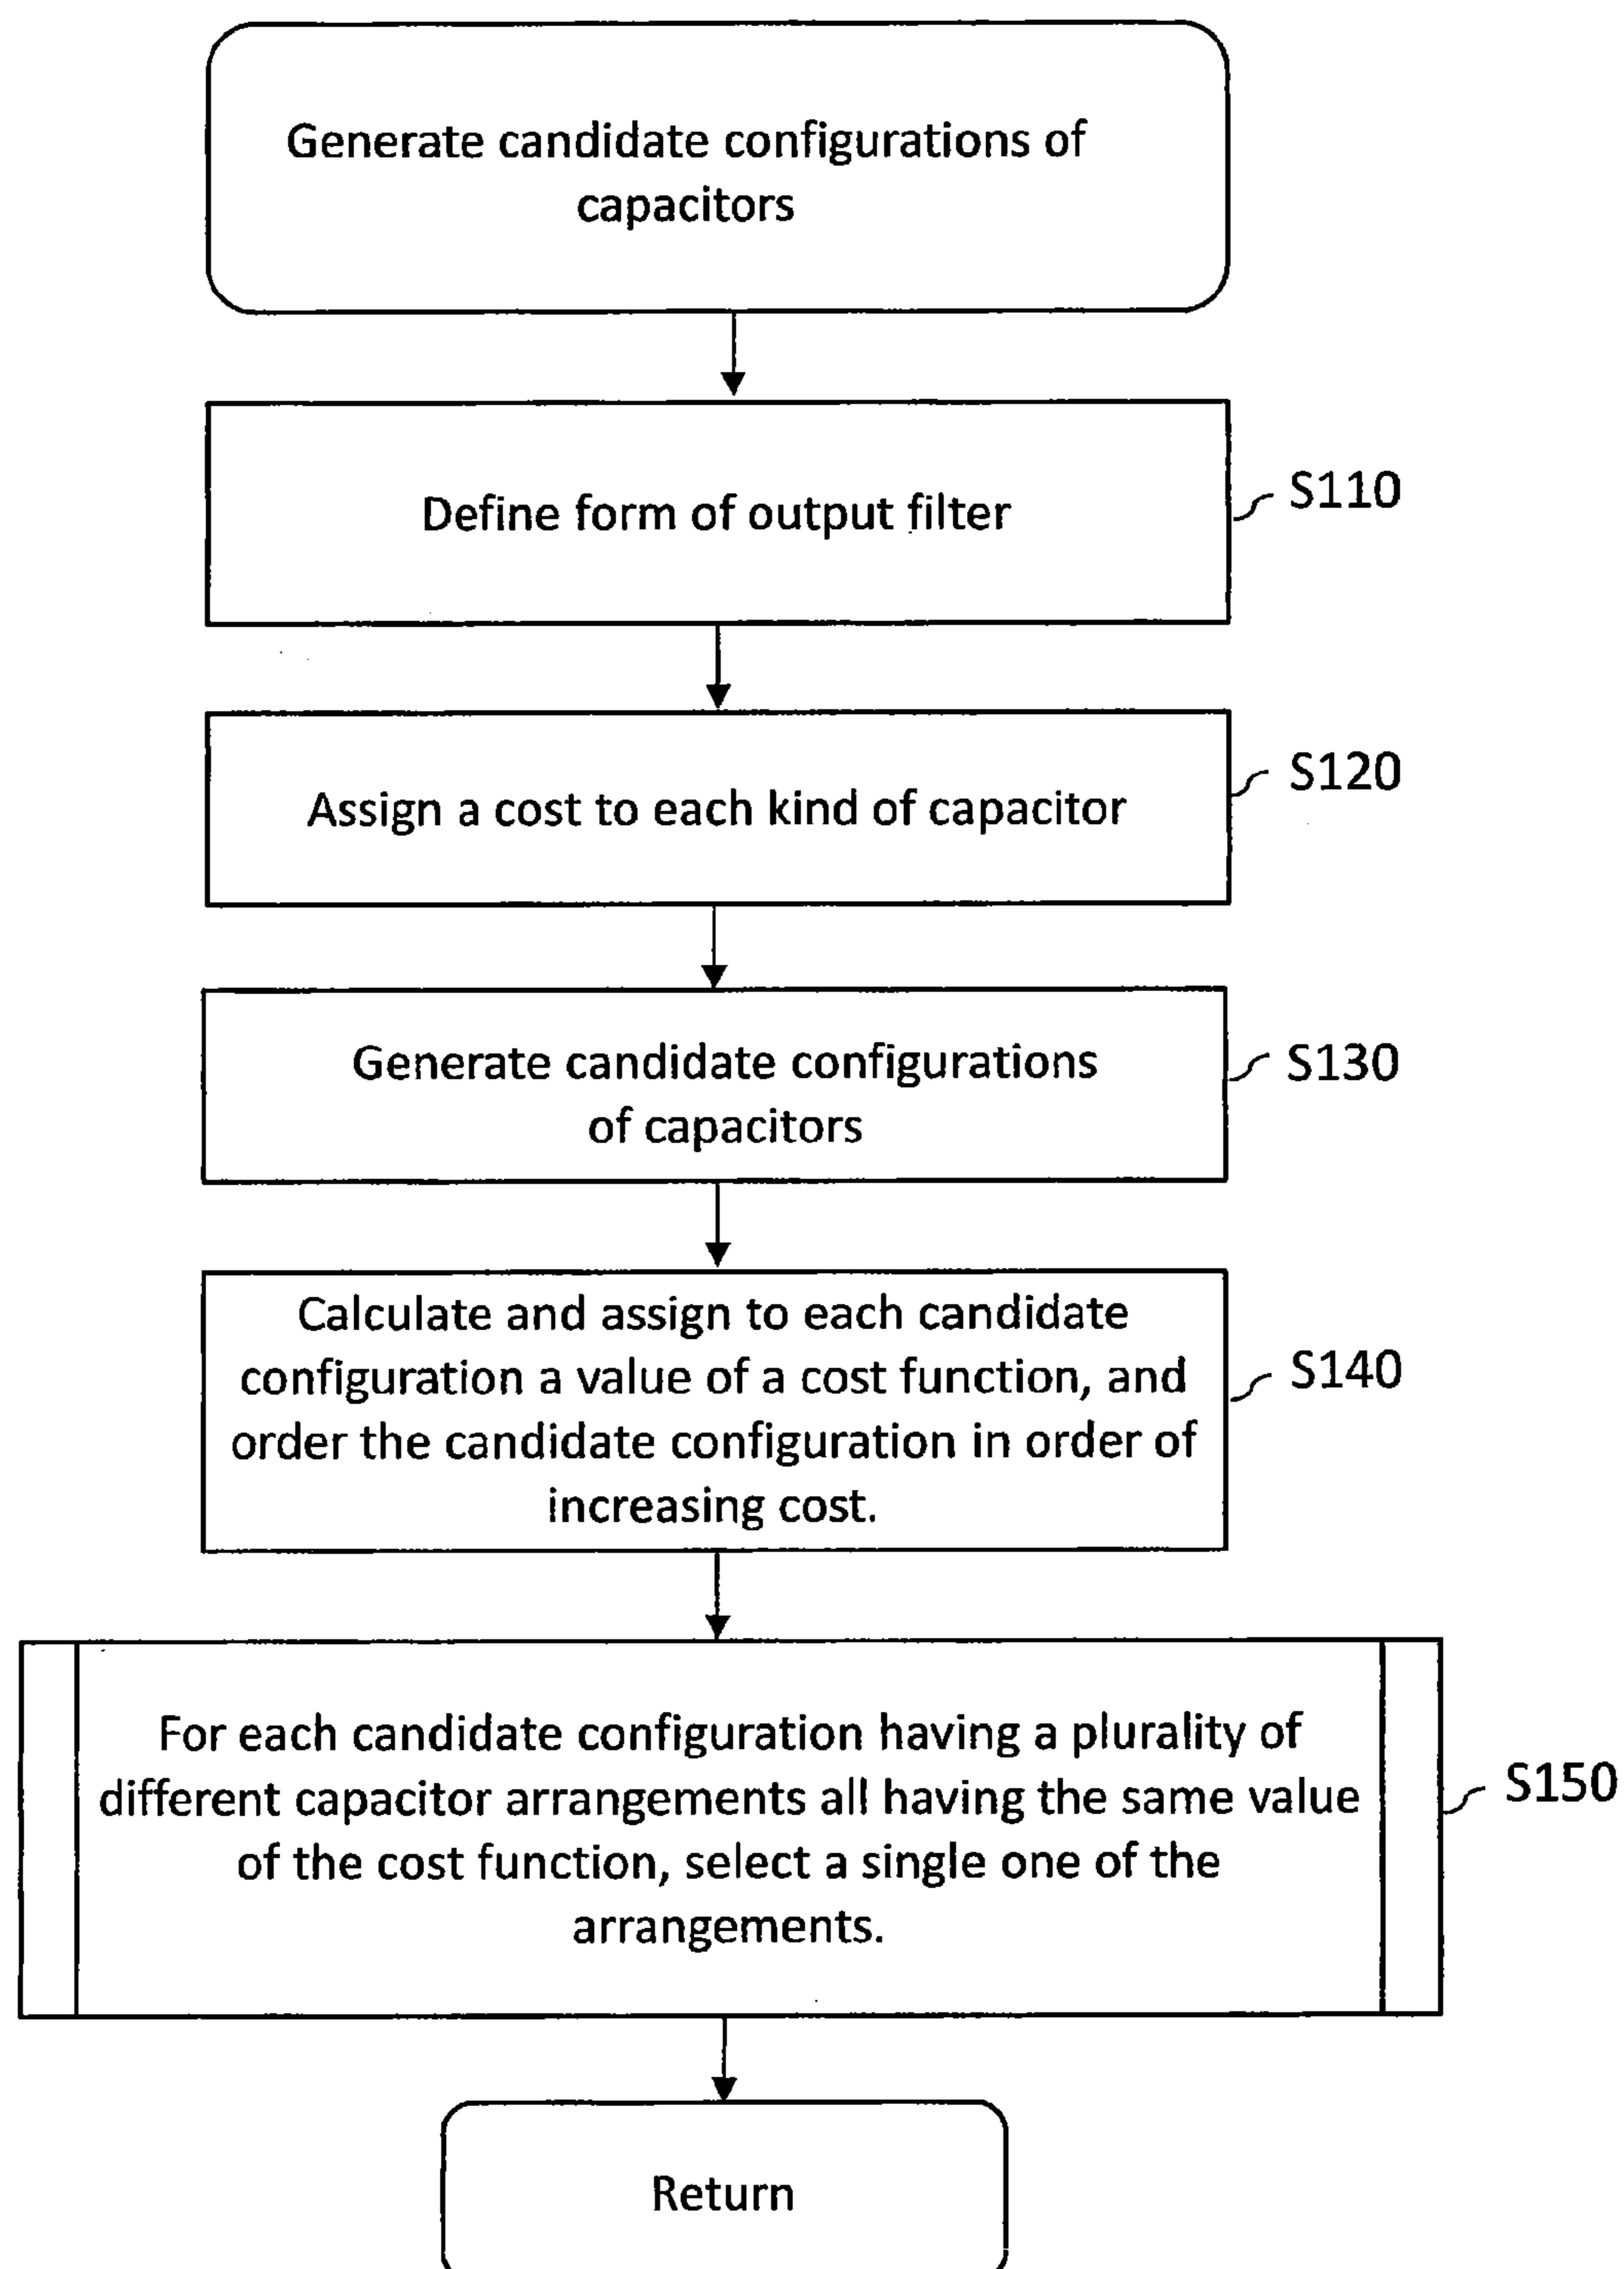 Generate candidate configurations of
capacitors
Define form of output filter
S110
Assign a cost to each kind of capacitor
S120
Generate candidate configurations
of capacitors
S130
Calculate and assign to each candidate
configuration a value of a cost function, and
order the candidate configuration in order of
increasing cost.
S140
For each candidate configuration having a plurality of
different capacitor arrangements all having the same value
of the cost function, select a single one of the
arrangements.
S150
Return